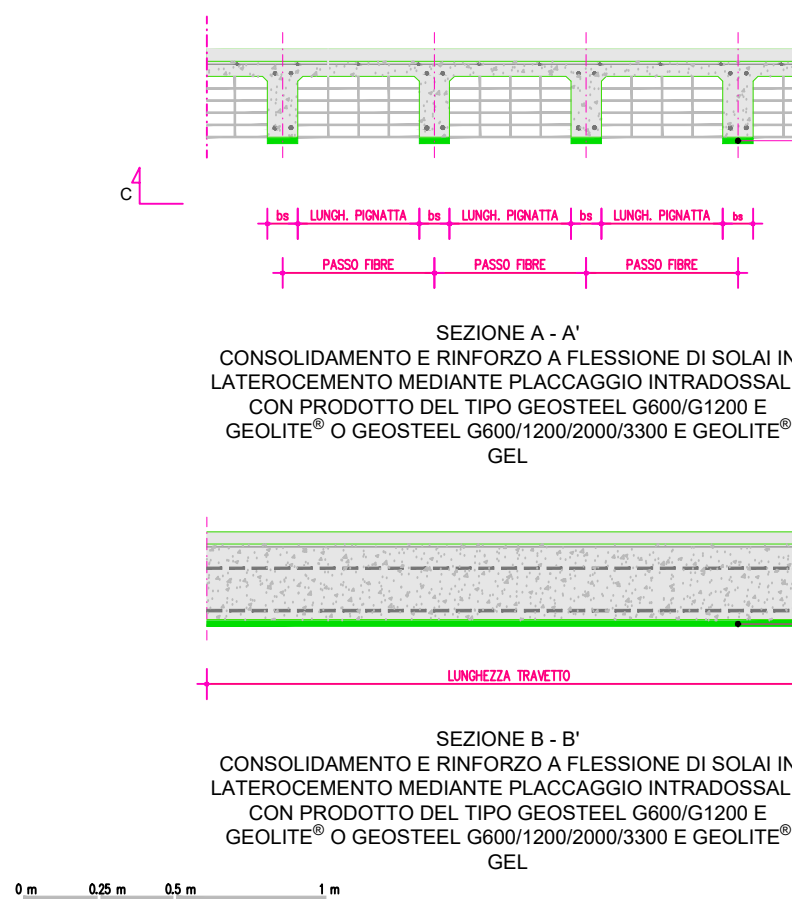 C
bs LUNGH. PIGNATTA bs LUNGH. PIGNATTA bs LUNGH. PIGNATTA bs
PASSO FIBRE PASSO FIBRE PASSO FIBRE
SEZIONE A - A'
CONSOLIDAMENTO E RINFORZO A FLESSIONE DI SOLAI IN
LATEROCEMENTO MEDIANTE PLACCAGGIO INTRADOSSAL
CON PRODOTTO DEL TIPO GEOSTEEL G600/G1200 E
GEOLITE® O GEOSTEEL G600/1200/2000/3300 E GEOLITE®
GEL
LUNGHEZZA TRAVETTO
SEZIONE B - B'
CONSOLIDAMENTO E RINFORZO A FLESSIONE DI SOLAI IN
LATEROCEMENTO MEDIANTE PLACCAGGIO INTRADOSSAL
CON PRODOTTO DEL TIPO GEOSTEEL G600/G1200 E
GEOLITE® O GEOSTEEL G600/1200/2000/3300 E GEOLITE®
GEL
0 m 0.25 m 0.5 m 1 m